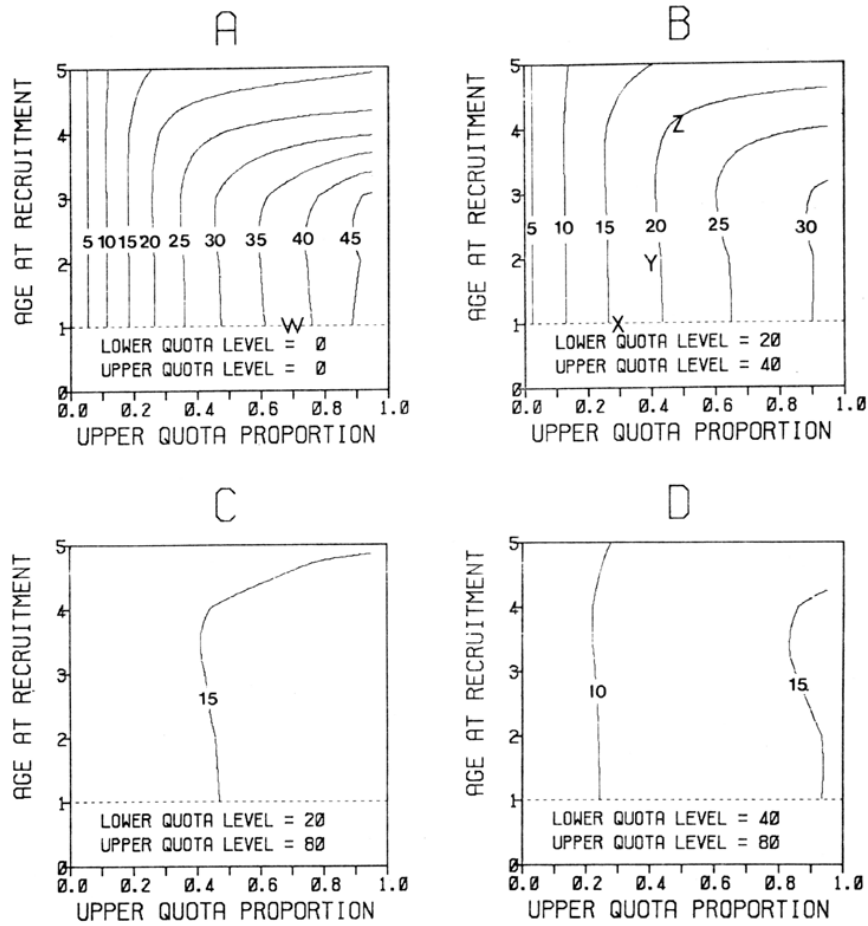 A
AGE AT RECRUITMENT
5
4
3
2
1
0
5 10 15 20 25 30 35 40 45
W
LOWER QUOTA LEVEL = 0
UPPER QUOTA LEVEL = 0
0.0 0.2 0.4 0.6 0.8 1.0
UPPER QUOTA PROPORTION
B
AGE AT RECRUITMENT
5
4
3
2
1
0
Z
5 10 15 20 25 30
Y
X
LOWER QUOTA LEVEL = 20
UPPER QUOTA LEVEL = 40
0.0 0.2 0.4 0.6 0.8 1.0
UPPER QUOTA PROPORTION
C
AGE AT RECRUITMENT
5
4
3
2
1
0
15
LOWER QUOTA LEVEL = 20
UPPER QUOTA LEVEL = 80
0.0 0.2 0.4 0.6 0.8 1.0
UPPER QUOTA PROPORTION
D
AGE AT RECRUITMENT
5
4
3
2
1
0
10 15
LOWER QUOTA LEVEL = 40
UPPER QUOTA LEVEL = 80
0.0 0.2 0.4 0.6 0.8 1.0
UPPER QUOTA PROPORTION